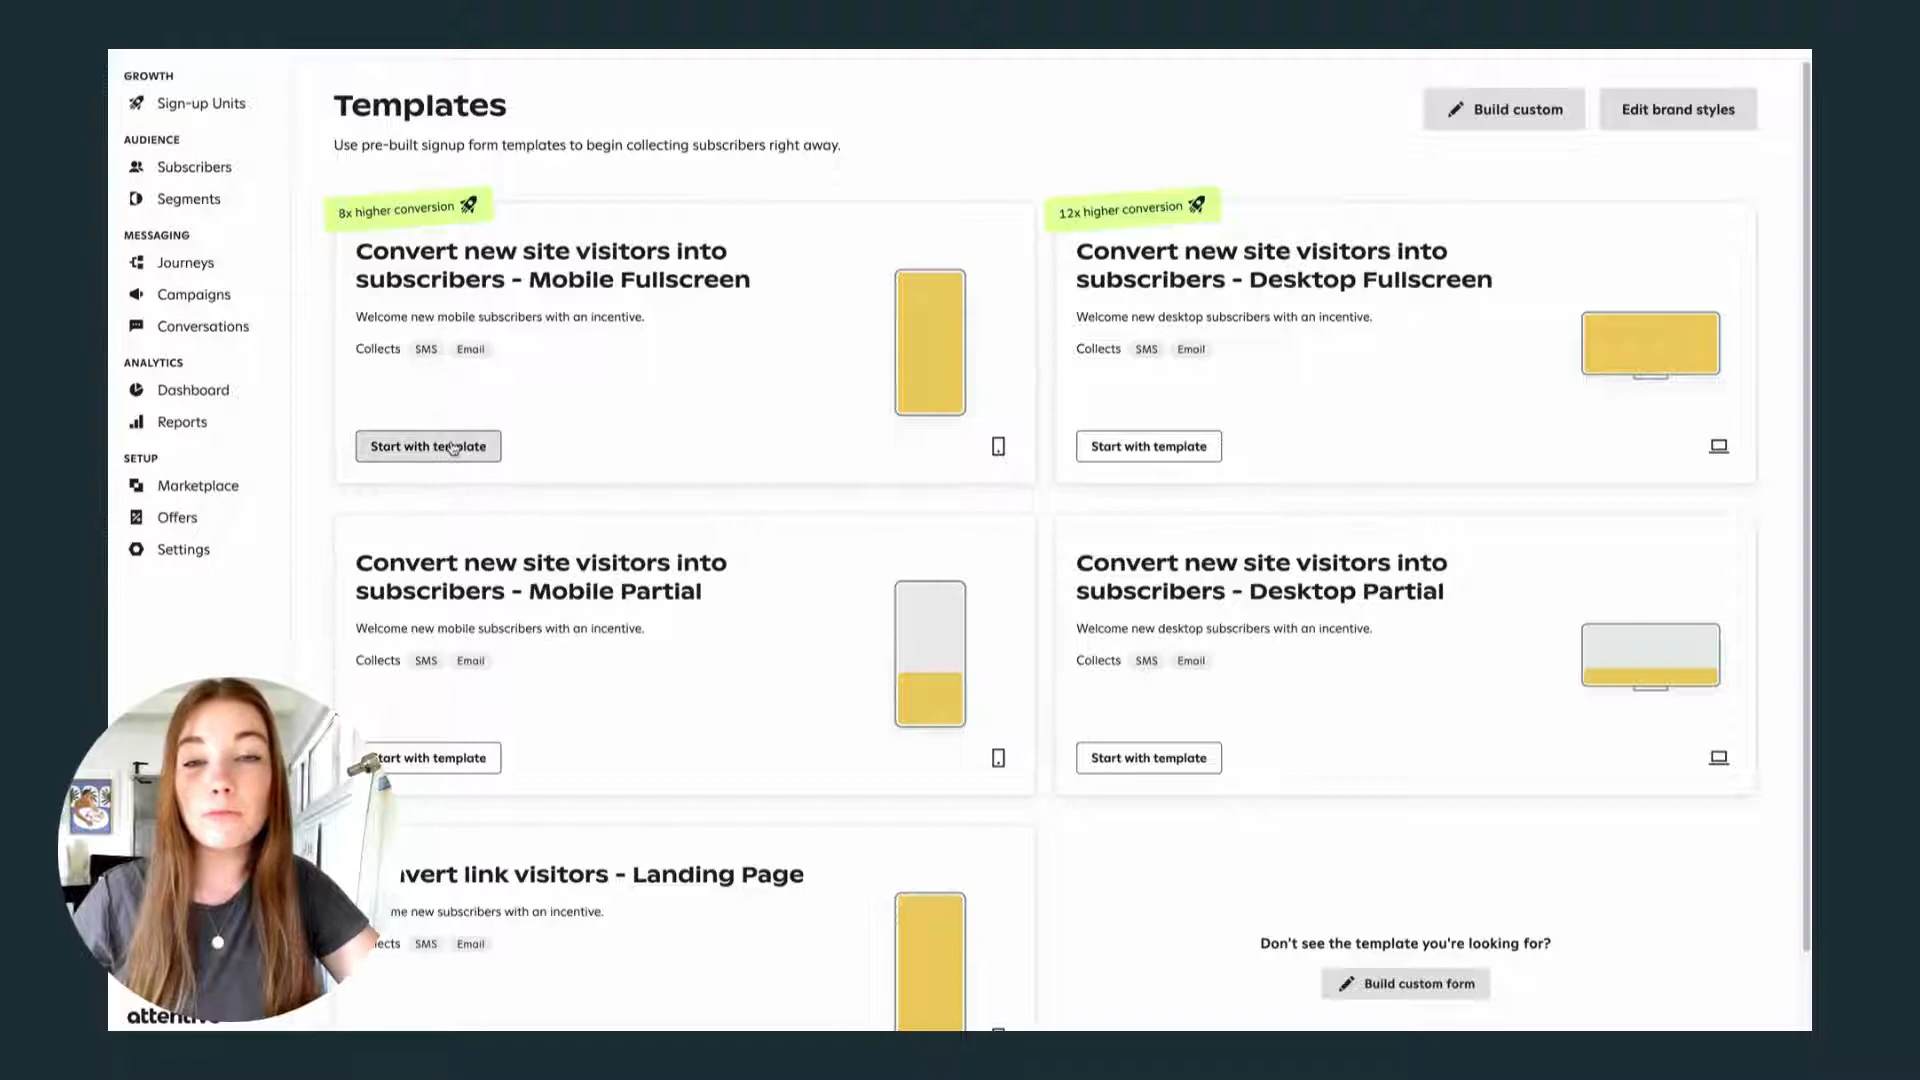 GROWTH
Sign-up Units
AUDIENCE
Subscribers
Segments
MESSAGING
Journeys
Campaigns
Conversations
ANALYTICS
Dashboard
Reports
SETUP
Marketplace
Offers
Settings
Templates
Use pre-built signup form templates to begin collecting subscribers right away.
Build custom
Edit brand styles
8x higher conversion
Convert new site visitors into
subscribers - Mobile Fullscreen
Welcome new mobile subscribers with an incentive.
Collects SMS Email
Start with template
12x higher conversion
Convert new site visitors into
subscribers - Desktop Fullscreen
Welcome new desktop subscribers with an incentive.
Collects SMS Email
Start with template
Convert new site visitors into
subscribers - Mobile Partial
Welcome new mobile subscribers with an incentive.
Collects SMS Email
tart with template
Convert new site visitors into
subscribers - Desktop Partial
Welcome new desktop subscribers with an incentive.
Collects SMS Email
Start with template
vert link visitors - Landing Page
me new subscribers with an incentive.
ects SMS Email
Don't see the template you're looking for?
Build custom form